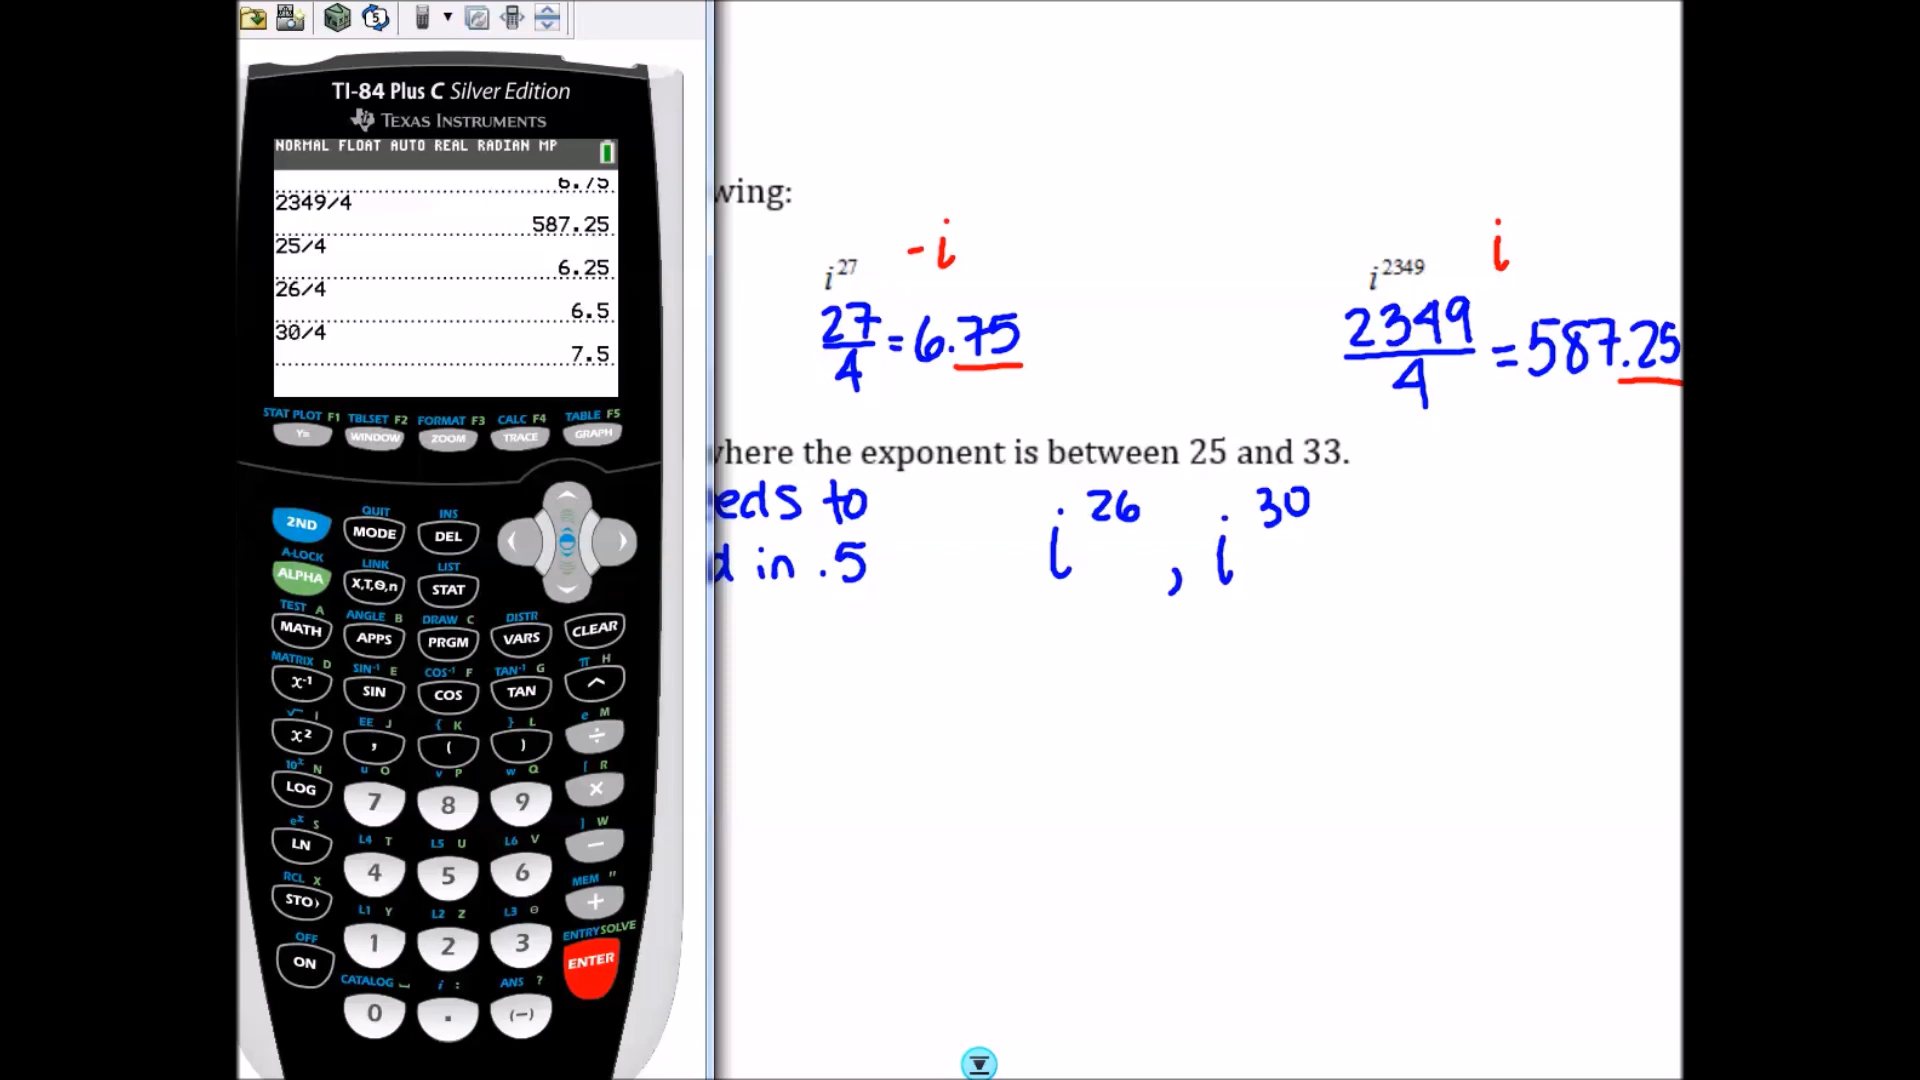 TI-84 Plus C Silver Edition
TEXAS INSTRUMENTS
NORMAL FLOAT AUTO REAL RADIAN MP
6.75
2349/4
587.25
25/4
6.25
26/4
6.5
30/4
7.5
STAT PLOT F1 TBLSET F2 FORMAT F3 CALC F4 TABLE F5
Y= WINDOW ZOOM TRACE GRAPH
QUIT INS
2ND MODE DEL
A-LOCK LINK LIST
ALPHA X,T,Θ,n STAT
TEST A ANGLE B DRAW C DISTR
MATH APPS PRGM VARS CLEAR
MATRIX D SIN⁻¹ E COS⁻¹ F TAN⁻¹ G π H
x⁻¹ SIN COS TAN ^
√ I EE J { K } L e M
x² , ( ) ÷
10ˣ N u O v P w Q [ R
LOG 7 8 9 ×
eˣ S L4 T L5 U L6 V ] W
LN 4 5 6 −
RCL X L1 Y L2 Z L3 Θ MEM "
STO› 1 2 3 +
OFF CATALOG ⎵ i : ANS ? ENTRY SOLVE
ON 0 . (−) ENTER
wing:
i²⁷ -i
27/4 = 6.75
i²³⁴⁹ i
2349/4 = 587.25
where the exponent is between 25 and 33.
eds to
d in .5
i²⁶ , i³⁰